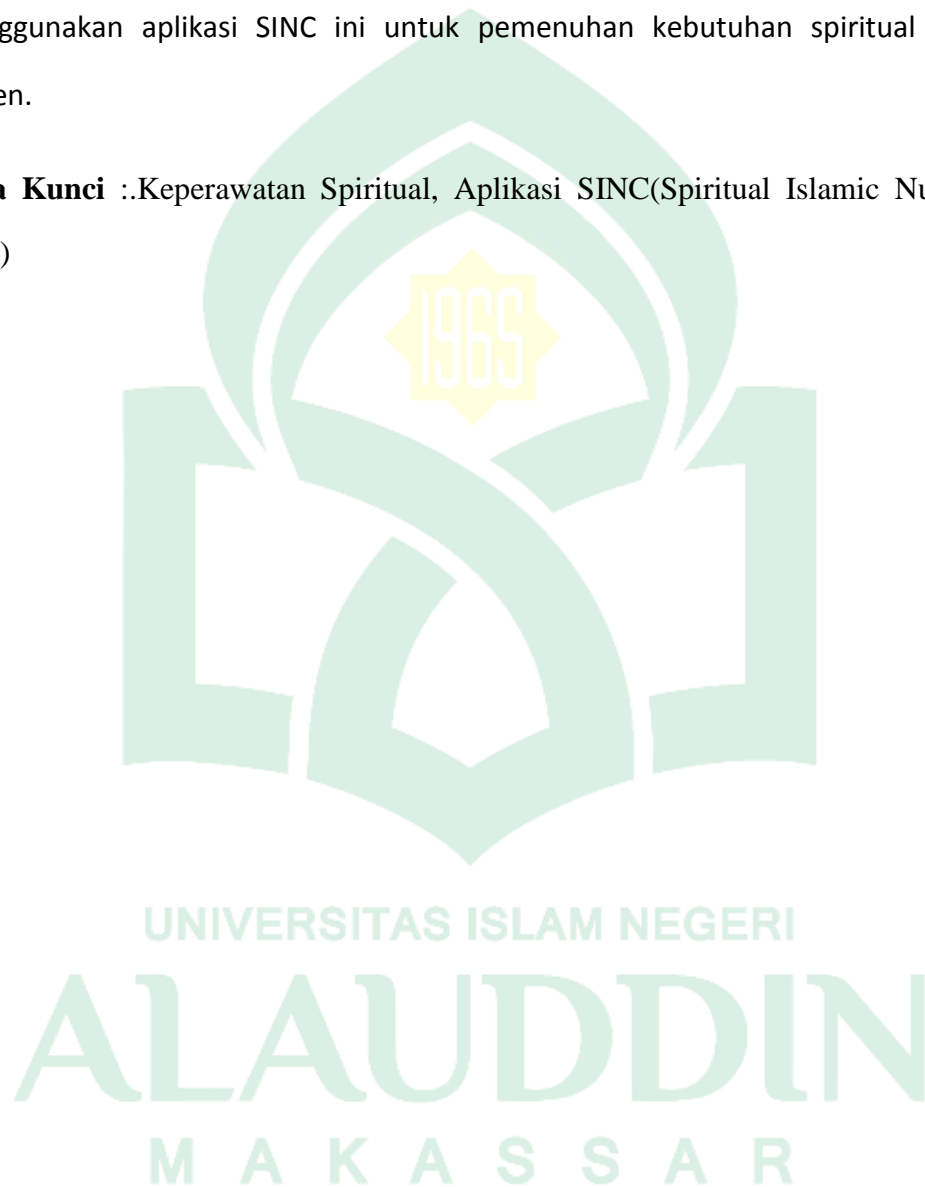 ggunakan aplikasi SINC ini untuk pemenuhan kebutuhan spiritual
en.
a Kunci :.Keperawatan Spiritual, Aplikasi SINC(Spiritual Islamic Nu
)
1965
UNIVERSITAS ISLAM NEGERI
ALAUDDIN
MAKASSAR